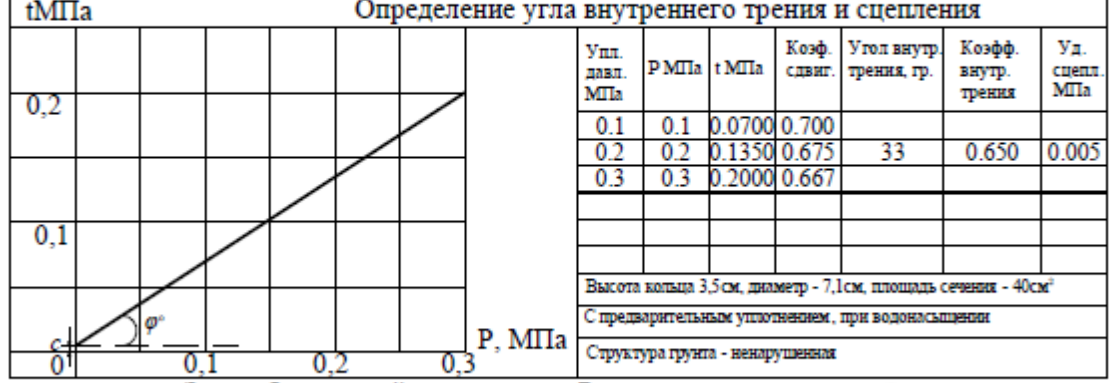 tМПа
Определение угла внутреннего трения и сцепления
0,2
0,1
c
φ°
0
0,1
0,2
0,3
P, МПа
Упл. давл. МПа
P МПа
t МПа
Коэф. сдвиг.
Угол внутр. трения, гр.
Коэфф. внутр. трения
Уд. сцепл. МПа
0.1 0.1 0.0700 0.700
0.2 0.2 0.1350 0.675 33 0.650 0.005
0.3 0.3 0.2000 0.667
Высота кольца 3,5см, диаметр - 7,1см, площадь сечения - 40см²
С предварительным уплотнением, при водонасыщении
Структура грунта - ненарушенная